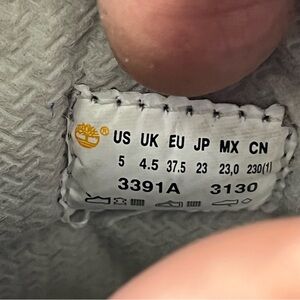 US UK EU JP MX CN
5 4.5 37.5 23 23,0 230(1)
3391A 3130